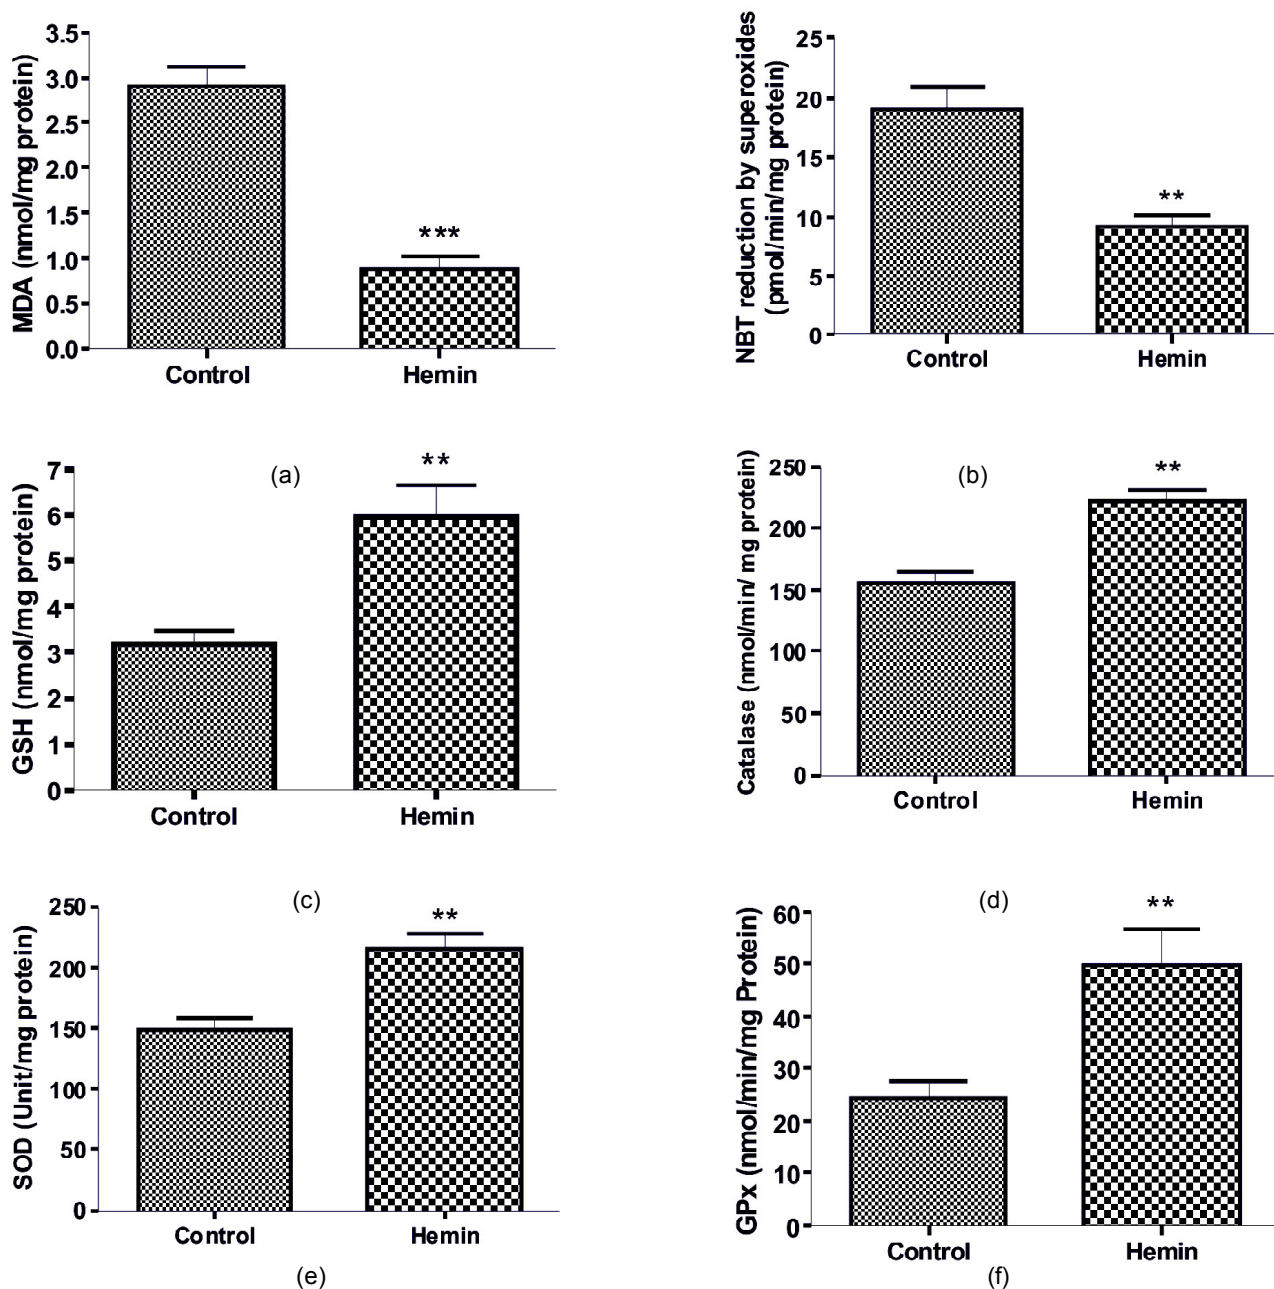 MDA (nmol/mg protein)
3.5
3.0
2.5
2.0
1.5
1.0
0.5
0.0
***
Control
Hemin
(a)
NBT reduction by superoxides
(pmol/min/mg protein)
25
20
15
10
5
0
**
Control
Hemin
(b)
GSH (nmol/mg protein)
7
6
5
4
3
2
1
0
**
Control
Hemin
(c)
Catalase (nmol/min/ mg protein)
250
200
150
100
50
0
**
Control
Hemin
(d)
SOD (Unit/mg protein)
250
200
150
100
50
0
**
Control
Hemin
(e)
GPx (nmol/min/mg Protein)
60
50
40
30
20
10
0
**
Control
Hemin
(f)